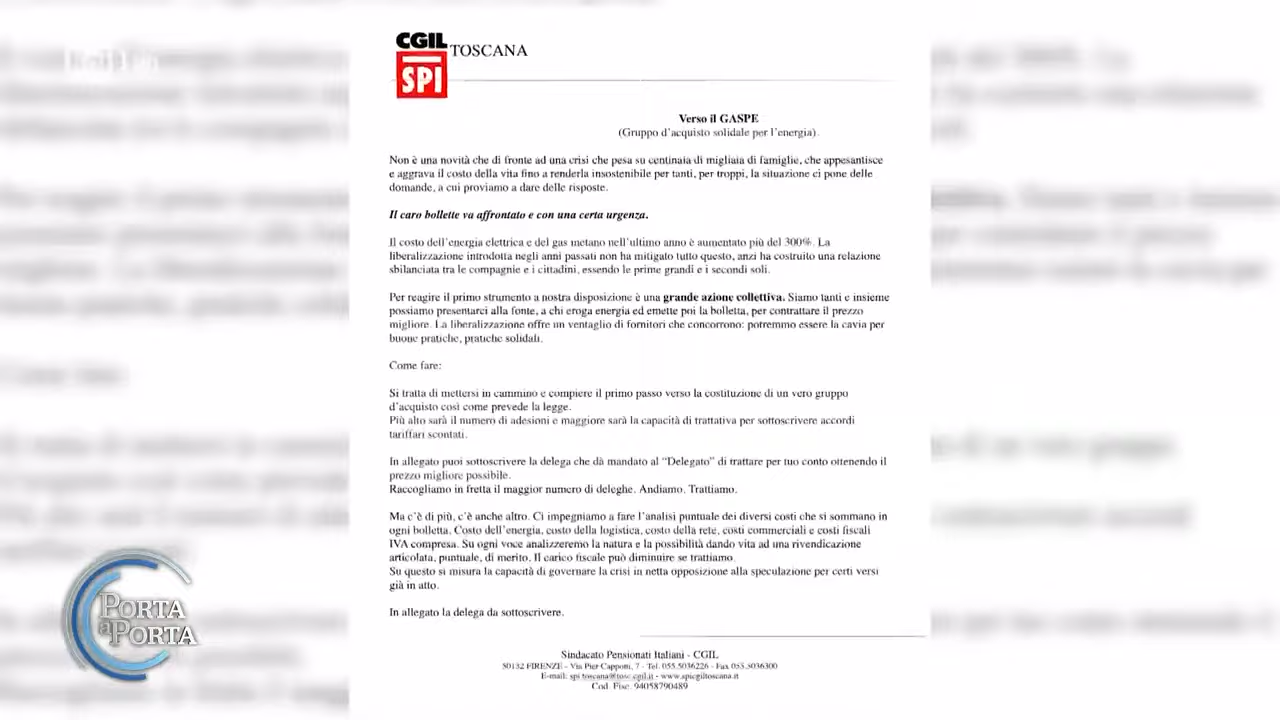 CGIL
SPI
TOSCANA
Verso il GASPE
(Gruppo d'acquisto solidale per l'energia).
Non è una novità che di fronte ad una crisi che pesa su centinaia di migliaia di famiglie, che appesantisce
e aggrava il costo della vita fino a renderla insostenibile per tanti, per troppi, la situazione ci pone delle
domande, a cui proviamo a dare delle risposte.
Il caro bollette va affrontato e con una certa urgenza.
Il costo dell'energia elettrica e del gas metano nell'ultimo anno è aumentato più del 300%. La
liberalizzazione introdotta negli anni passati non ha mitigato tutto questo, anzi ha costruito una relazione
sbilanciata tra le compagnie e i cittadini, essendo le prime grandi e i secondi soli.
Per reagire il primo strumento a nostra disposizione è una grande azione collettiva. Siamo tanti e insieme
possiamo presentarci alla fonte, a chi eroga energia ed emette poi la bolletta, per contrattare il prezzo
migliore. La liberalizzazione offre un ventaglio di fornitori che concorrono: potremmo essere la cavia per
buone pratiche, pratiche solidali.
Come fare:
Si tratta di mettersi in cammino e compiere il primo passo verso la costituzione di un vero gruppo
d'acquisto così come prevede la legge.
Più alto sarà il numero di adesioni e maggiore sarà la capacità di trattativa per sottoscrivere accordi
tariffari scontati.
In allegato puoi sottoscrivere la delega che dà mandato al "Delegato" di trattare per tuo conto ottenendo il
prezzo migliore possibile.
Raccogliamo in fretta il maggior numero di deleghe. Andiamo. Trattiamo.
Ma c'è di più, c'è anche altro. Ci impegniamo a fare l'analisi puntuale dei diversi costi che si sommano in
ogni bolletta. Costo dell'energia, costo della logistica, costo della rete, costi commerciali e costi fiscali
IVA compresa. Su ogni voce analizzeremo la natura e la possibilità dando vita ad una rivendicazione
articolata, puntuale, di merito. Il carico fiscale può diminuire se trattiamo.
Su questo si misura la capacità di governare la crisi in netta opposizione alla speculazione per certi versi
già in atto.
In allegato la delega da sottoscrivere.
Sindacato Pensionati Italiani - CGIL
50132 FIRENZE - Via Pier Capponi, 7 - Tel. 055.5036226 - Fax 055.5036300
E-mail: spi.toscana@tosc.cgil.it - www.spicgiltoscana.it
Cod. Fisc. 94058790489
PORTA
a PORTA